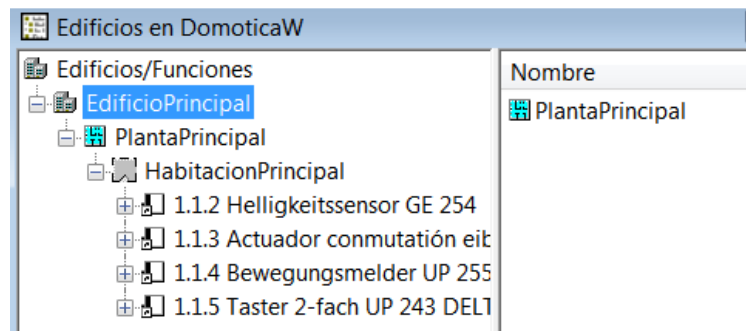 Edificios en DomoticaW
Edificios/Funciones
EdificioPrincipal
PlantaPrincipal
HabitacionPrincipal
1.1.2 Helligkeitssensor GE 254
1.1.3 Actuador conmutatión eib
1.1.4 Bewegungsmelder UP 255
1.1.5 Taster 2-fach UP 243 DELT
Nombre
PlantaPrincipal